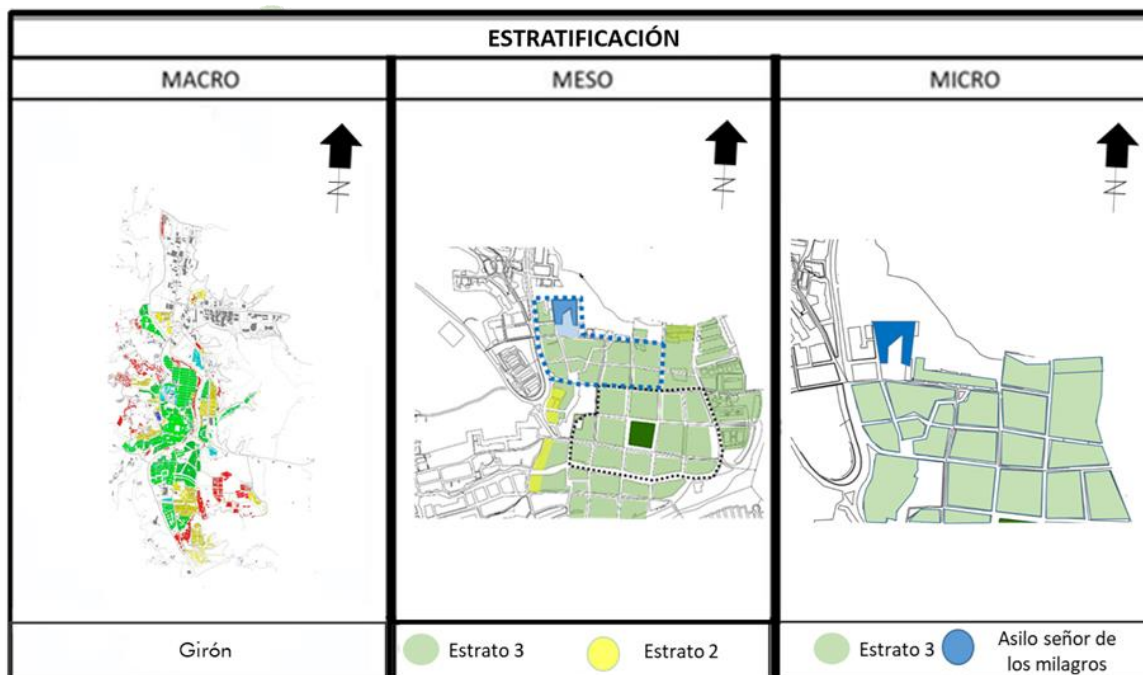 ESTRATIFICACIÓN
MACRO
MESO
MICRO
N
N
N
Girón
Estrato 3
Estrato 2
Estrato 3
Asilo señor de
los milagros